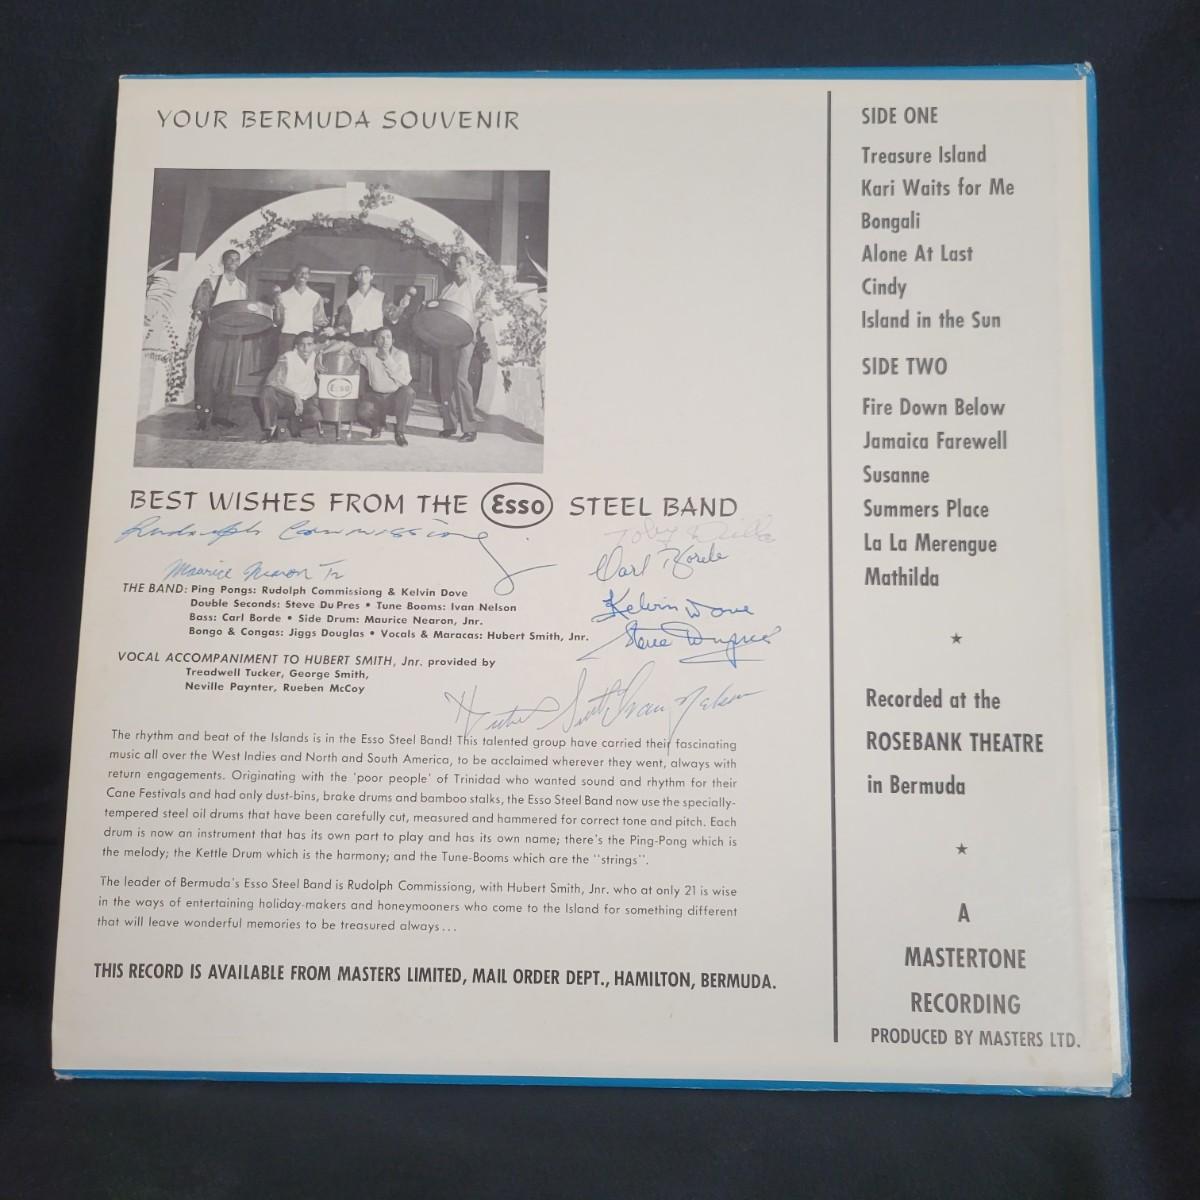 YOUR BERMUDA SOUVENIR
Esso
BEST WISHES FROM THE Esso STEEL BAND
Rudolph Commissiong
Toby
Carl Borde
Maurice Nearon Jr
Kelvin Dove
Steve Dupres
THE BAND: Ping Pongs: Rudolph Commissiong & Kelvin Dove
Double Seconds: Steve Du Pres • Tune Booms: Ivan Nelson
Bass: Carl Borde • Side Drum: Maurice Nearon, Jnr.
Bongo & Congas: Jiggs Douglas • Vocals & Maracas: Hubert Smith, Jnr.
VOCAL ACCOMPANIMENT TO HUBERT SMITH, Jnr. provided by
Treadwell Tucker, George Smith,
Neville Paynter, Rueben McCoy
Hubert Smith Ivan Nelson
The rhythm and beat of the Islands is in the Esso Steel Band! This talented group have carried their fascinating
music all over the West Indies and North and South America, to be acclaimed wherever they went, always with
return engagements. Originating with the 'poor people' of Trinidad who wanted sound and rhythm for their
Cane Festivals and had only dust-bins, brake drums and bamboo stalks, the Esso Steel Band now use the specially-
tempered steel oil drums that have been carefully cut, measured and hammered for correct tone and pitch. Each
drum is now an instrument that has its own part to play and has its own name; there's the Ping-Pong which is
the melody; the Kettle Drum which is the harmony; and the Tune-Booms which are the "strings".
The leader of Bermuda's Esso Steel Band is Rudolph Commissiong, with Hubert Smith, Jnr. who at only 21 is wise
in the ways of entertaining holiday-makers and honeymooners who come to the Island for something different
that will leave wonderful memories to be treasured always...
THIS RECORD IS AVAILABLE FROM MASTERS LIMITED, MAIL ORDER DEPT., HAMILTON, BERMUDA.
SIDE ONE
Treasure Island
Kari Waits for Me
Bongali
Alone At Last
Cindy
Island in the Sun
SIDE TWO
Fire Down Below
Jamaica Farewell
Susanne
Summers Place
La La Merengue
Mathilda
★
Recorded at the
ROSEBANK THEATRE
in Bermuda
★
A
MASTERTONE
RECORDING
PRODUCED BY MASTERS LTD.